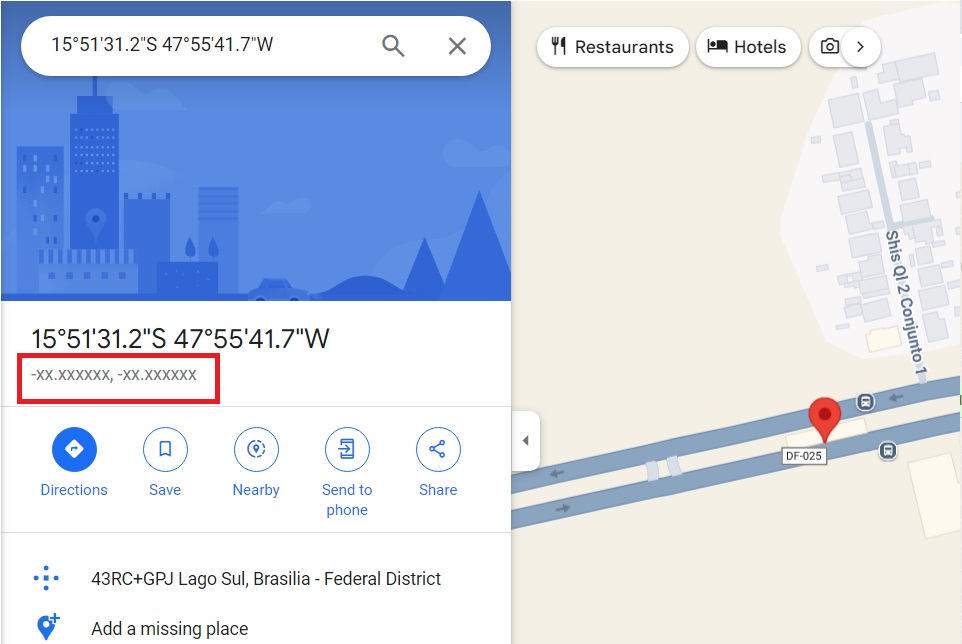 15°51'31.2"S 47°55'41.7"W
Restaurants
Hotels
15°51'31.2"S 47°55'41.7"W
-xx.xxxxxx, -xx.xxxxxx
Directions
Save
Nearby
Send to
phone
Share
43RC+GPJ Lago Sul, Brasilia - Federal District
Add a missing place
Shis Ql 2 Conjunto 1
DF-025